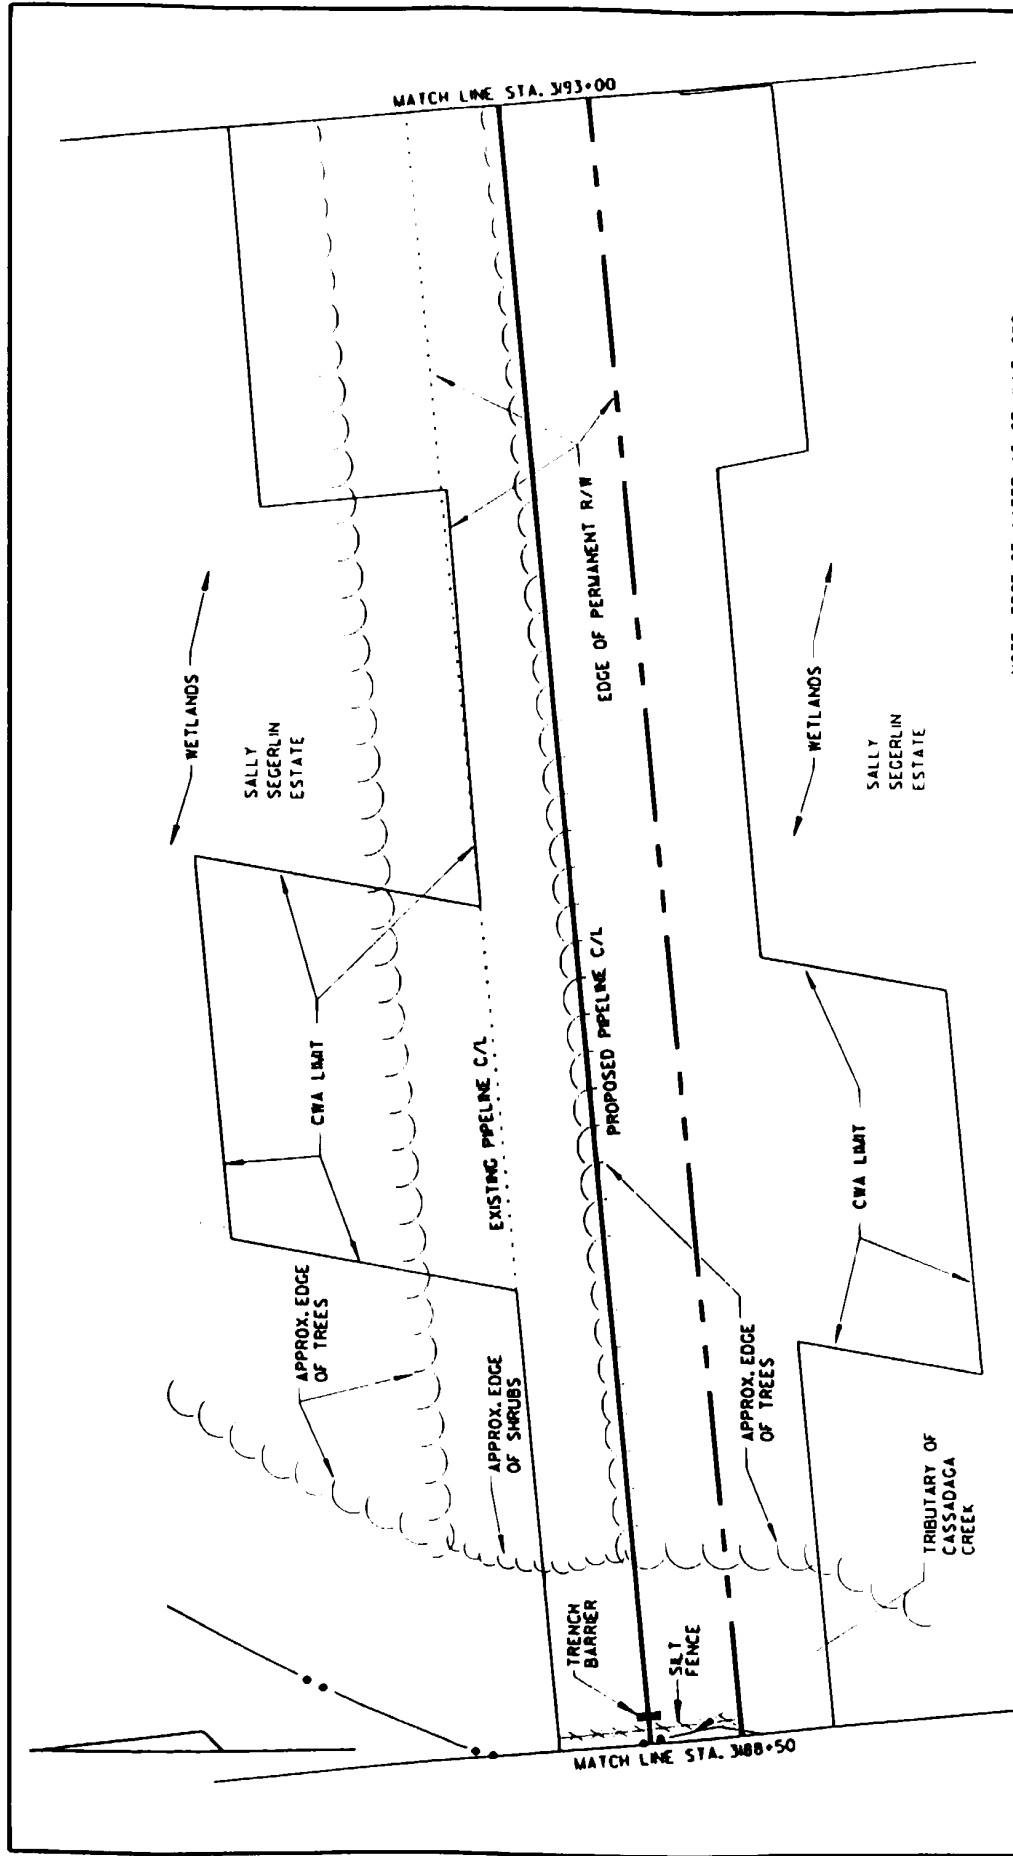 MATCH LINE STA. 3193+00
WETLANDS
SALLY
SEGERLIN
ESTATE
EDGE OF PERMANENT R/W
CWA LIMIT
EXISTING PIPELINE C/L
PROPOSED PIPELINE C/L
WETLANDS
SALLY
SEGERLIN
ESTATE
CWA LIMIT
APPROX. EDGE
OF TREES
APPROX. EDGE
OF SHRUBS
APPROX. EDGE
OF TREES
TRIBUTARY OF
CASSADAGA
CREEK
TRENCH
BARRIER
SILT
FENCE
MATCH LINE STA. 3188+50